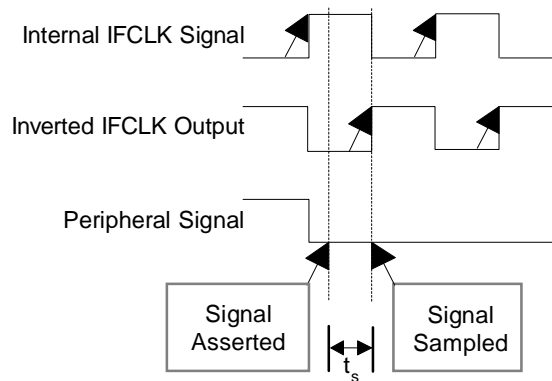 Internal IFCLK Signal
Inverted IFCLK Output
Peripheral Signal
Signal
Asserted
Signal
Sampled
ts